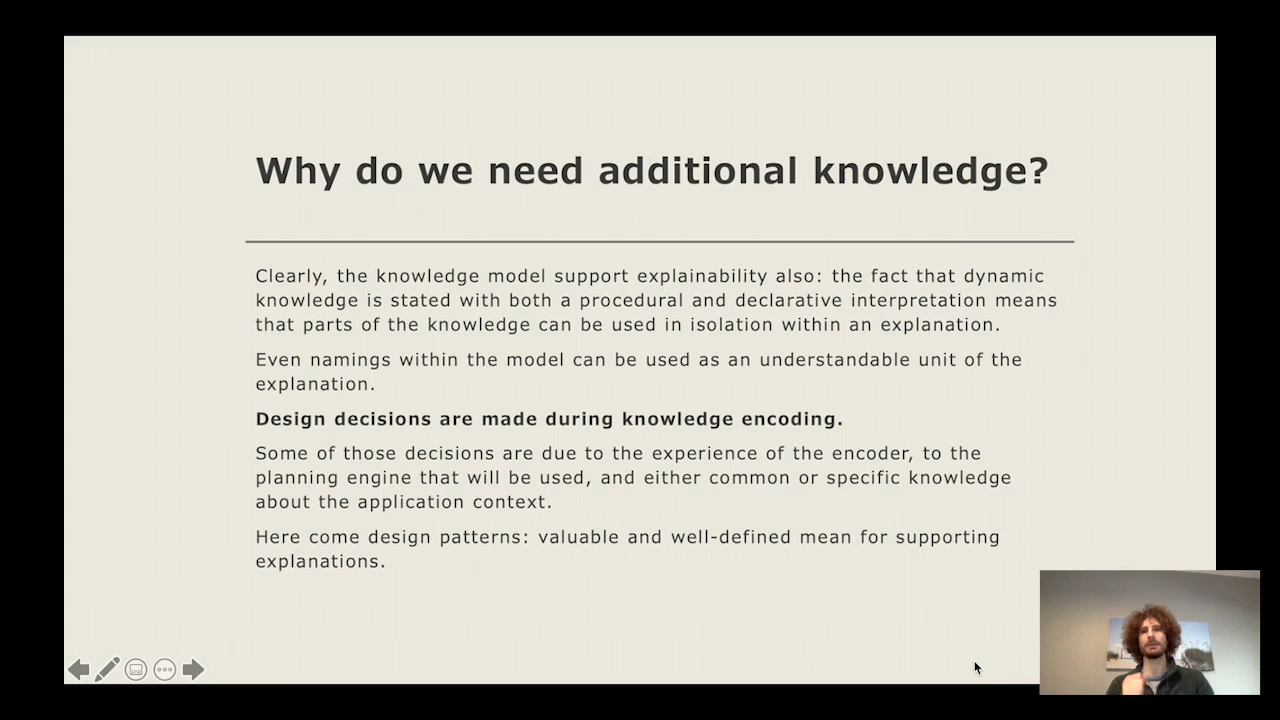 Why do we need additional knowledge?
Clearly, the knowledge model support explainability also: the fact that dynamic
knowledge is stated with both a procedural and declarative interpretation means
that parts of the knowledge can be used in isolation within an explanation.
Even namings within the model can be used as an understandable unit of the
explanation.
Design decisions are made during knowledge encoding.
Some of those decisions are due to the experience of the encoder, to the
planning engine that will be used, and either common or specific knowledge
about the application context.
Here come design patterns: valuable and well-defined mean for supporting
explanations.